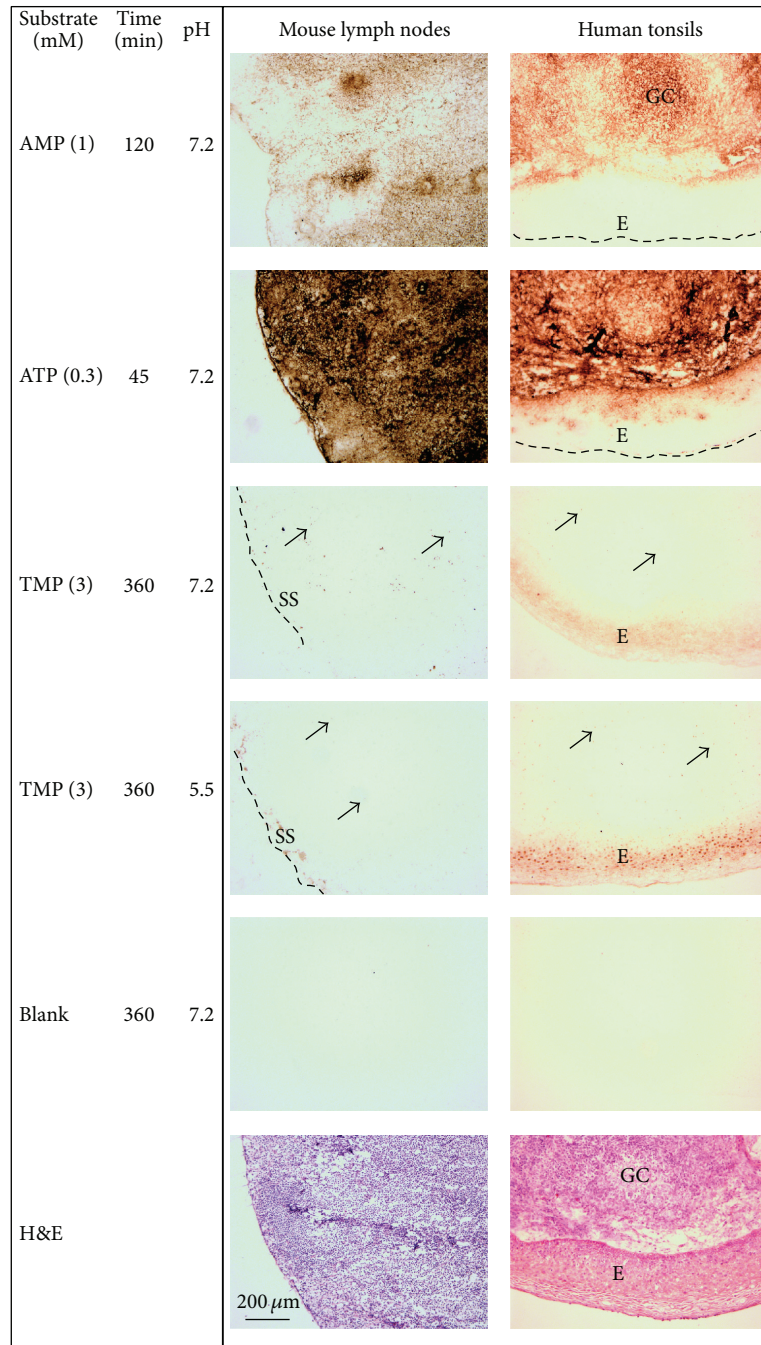 Substrate (mM) Time (min) pH Mouse lymph nodes Human tonsils
GC
AMP (1) 120 7.2
E
ATP (0.3) 45 7.2
E
TMP (3) 360 7.2
SS
E
TMP (3) 360 5.5
SS
E
Blank 360 7.2
GC
H&E
E
200 μm